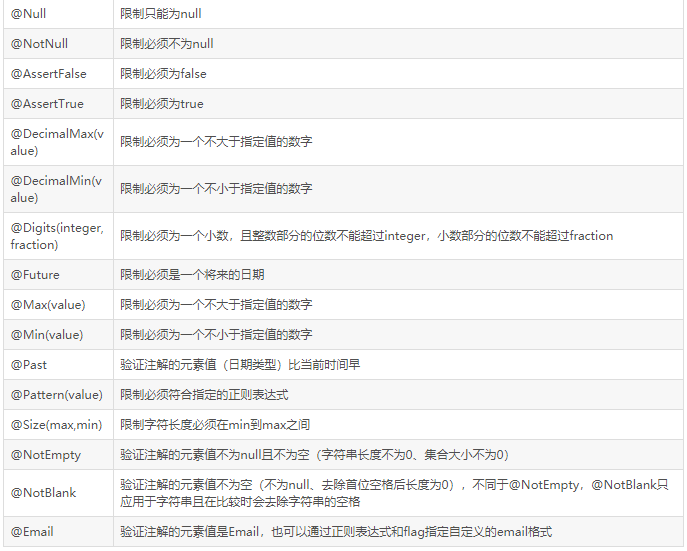 @Null 限制只能为null
@NotNull 限制必须不为null
@AssertFalse 限制必须为false
@AssertTrue 限制必须为true
@DecimalMax(v
alue) 限制必须为一个不大于指定值的数字
@DecimalMin(v
alue) 限制必须为一个不小于指定值的数字
@Digits(integer,
fraction) 限制必须为一个小数，且整数部分的位数不能超过integer，小数部分的位数不能超过fraction
@Future 限制必须是一个将来的日期
@Max(value) 限制必须为一个不大于指定值的数字
@Min(value) 限制必须为一个不小于指定值的数字
@Past 验证注解的元素值（日期类型）比当前时间早
@Pattern(value) 限制必须符合指定的正则表达式
@Size(max,min) 限制字符长度必须在min到max之间
@NotEmpty 验证注解的元素值不为null且不为空（字符串长度不为0、集合大小不为0）
@NotBlank 验证注解的元素值不为空（不为null、去除首位空格后长度为0），不同于@NotEmpty，@NotBlank只
应用于字符串且在比较时会去除字符串的空格
@Email 验证注解的元素值是Email，也可以通过正则表达式和flag指定自定义的email格式